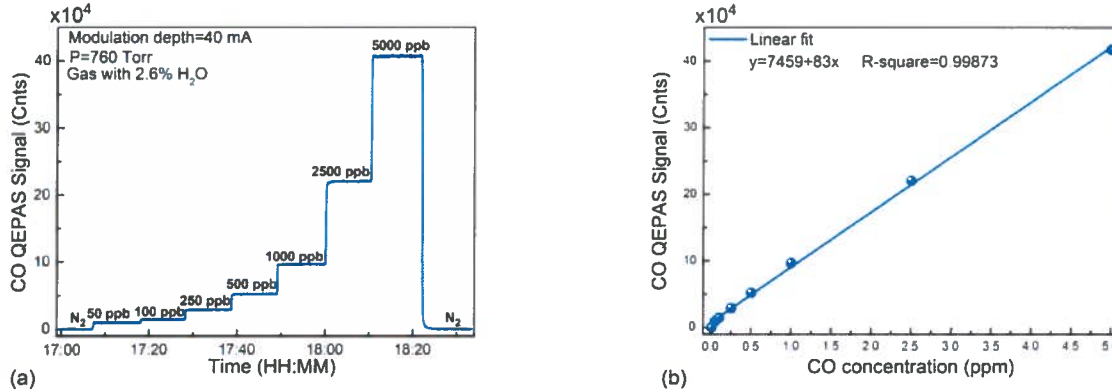 x10⁴
Modulation depth=40 mA
P=760 Torr
Gas with 2.6% H₂O
5000 ppb
2500 ppb
1000 ppb
500 ppb
250 ppb
100 ppb
50 ppb
N₂
N₂
40
30
20
10
0
CO QEPAS Signal (Cnts)
17:00 17:20 17:40 18:00 18:20
Time (HH:MM)
(a)
x10⁴
Linear fit
y=7459+83x R-square=0 99873
40
30
20
10
0
CO QEPAS Signal (Cnts)
0 0 0 5 1 0 1 5 2 0 2 5 3 0 3 5 4 0 4 5 5 0
CO concentration (ppm)
(b)